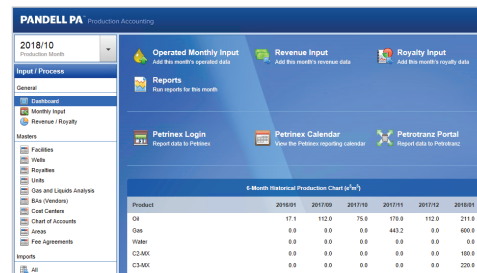 PANDELL PA™ Production Accounting
2018/10
Production Month
Input / Process
General
Dashboard
Monthly Input
Revenue / Royalty
Masters
Facilities
Wells
Royalties
Units
Gas and Liquids Analysis
BAs (Vendors)
Cost Centers
Chart of Accounts
Areas
Fee Agreements
Imports
All
Operated Monthly Input
Add this month's operated data
Revenue Input
Add this month's revenue data
Royalty Input
Add this month's royalty data
Reports
Run reports for this month
Petrinex Login
Report data to Petrinex
Petrinex Calendar
View the Petrinex reporting calendar
Petrotranz Portal
Report data to Petrotranz
6-Month Historical Production Chart (e³m³)
Product 2018/01 2017/09 2017/10 2017/11 2017/12 2018/01
Oil 17.1 112.0 75.0 170.0 112.0 211.0
Gas 0.0 0.0 0.0 443.2 0.0 600.0
Water 0.0 0.0 0.0 0.0 0.0 0.0
C2-MX 0.0 0.0 0.0 0.0 0.0 180.0
C3-MX 0.0 0.0 0.0 0.0 0.0 220.0